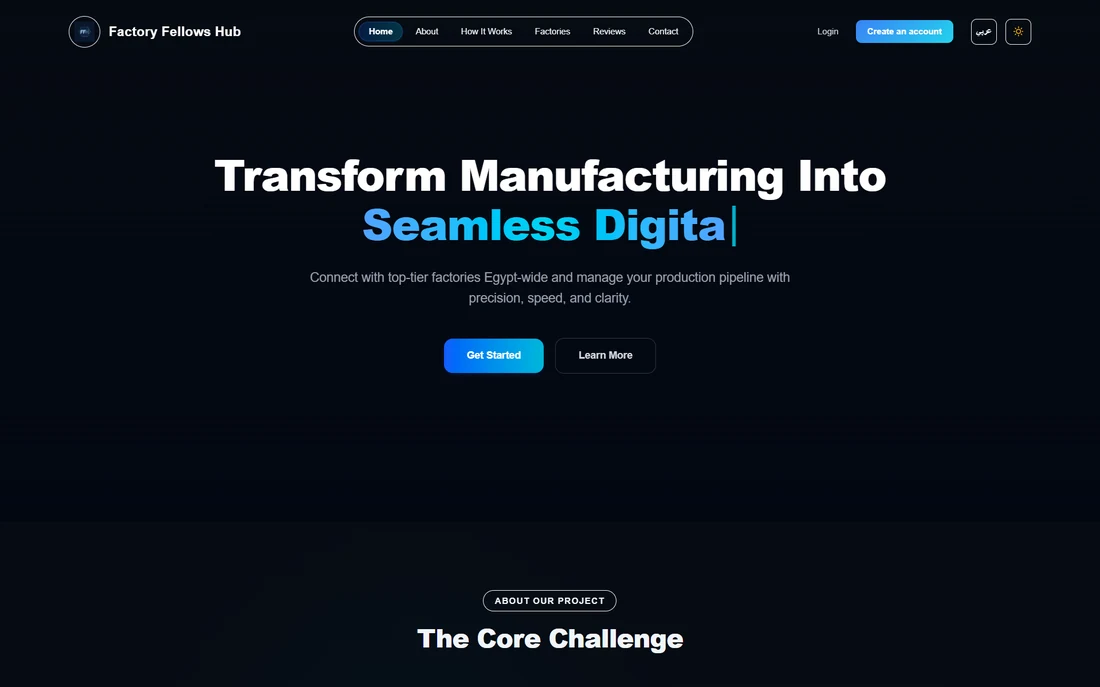 Factory Fellows Hub
Home
About
How It Works
Factories
Reviews
Contact
Login
Create an account
عربي
Transform Manufacturing Into
Seamless Digita
Connect with top-tier factories Egypt-wide and manage your production pipeline with
precision, speed, and clarity.
Get Started
Learn More
ABOUT OUR PROJECT
The Core Challenge